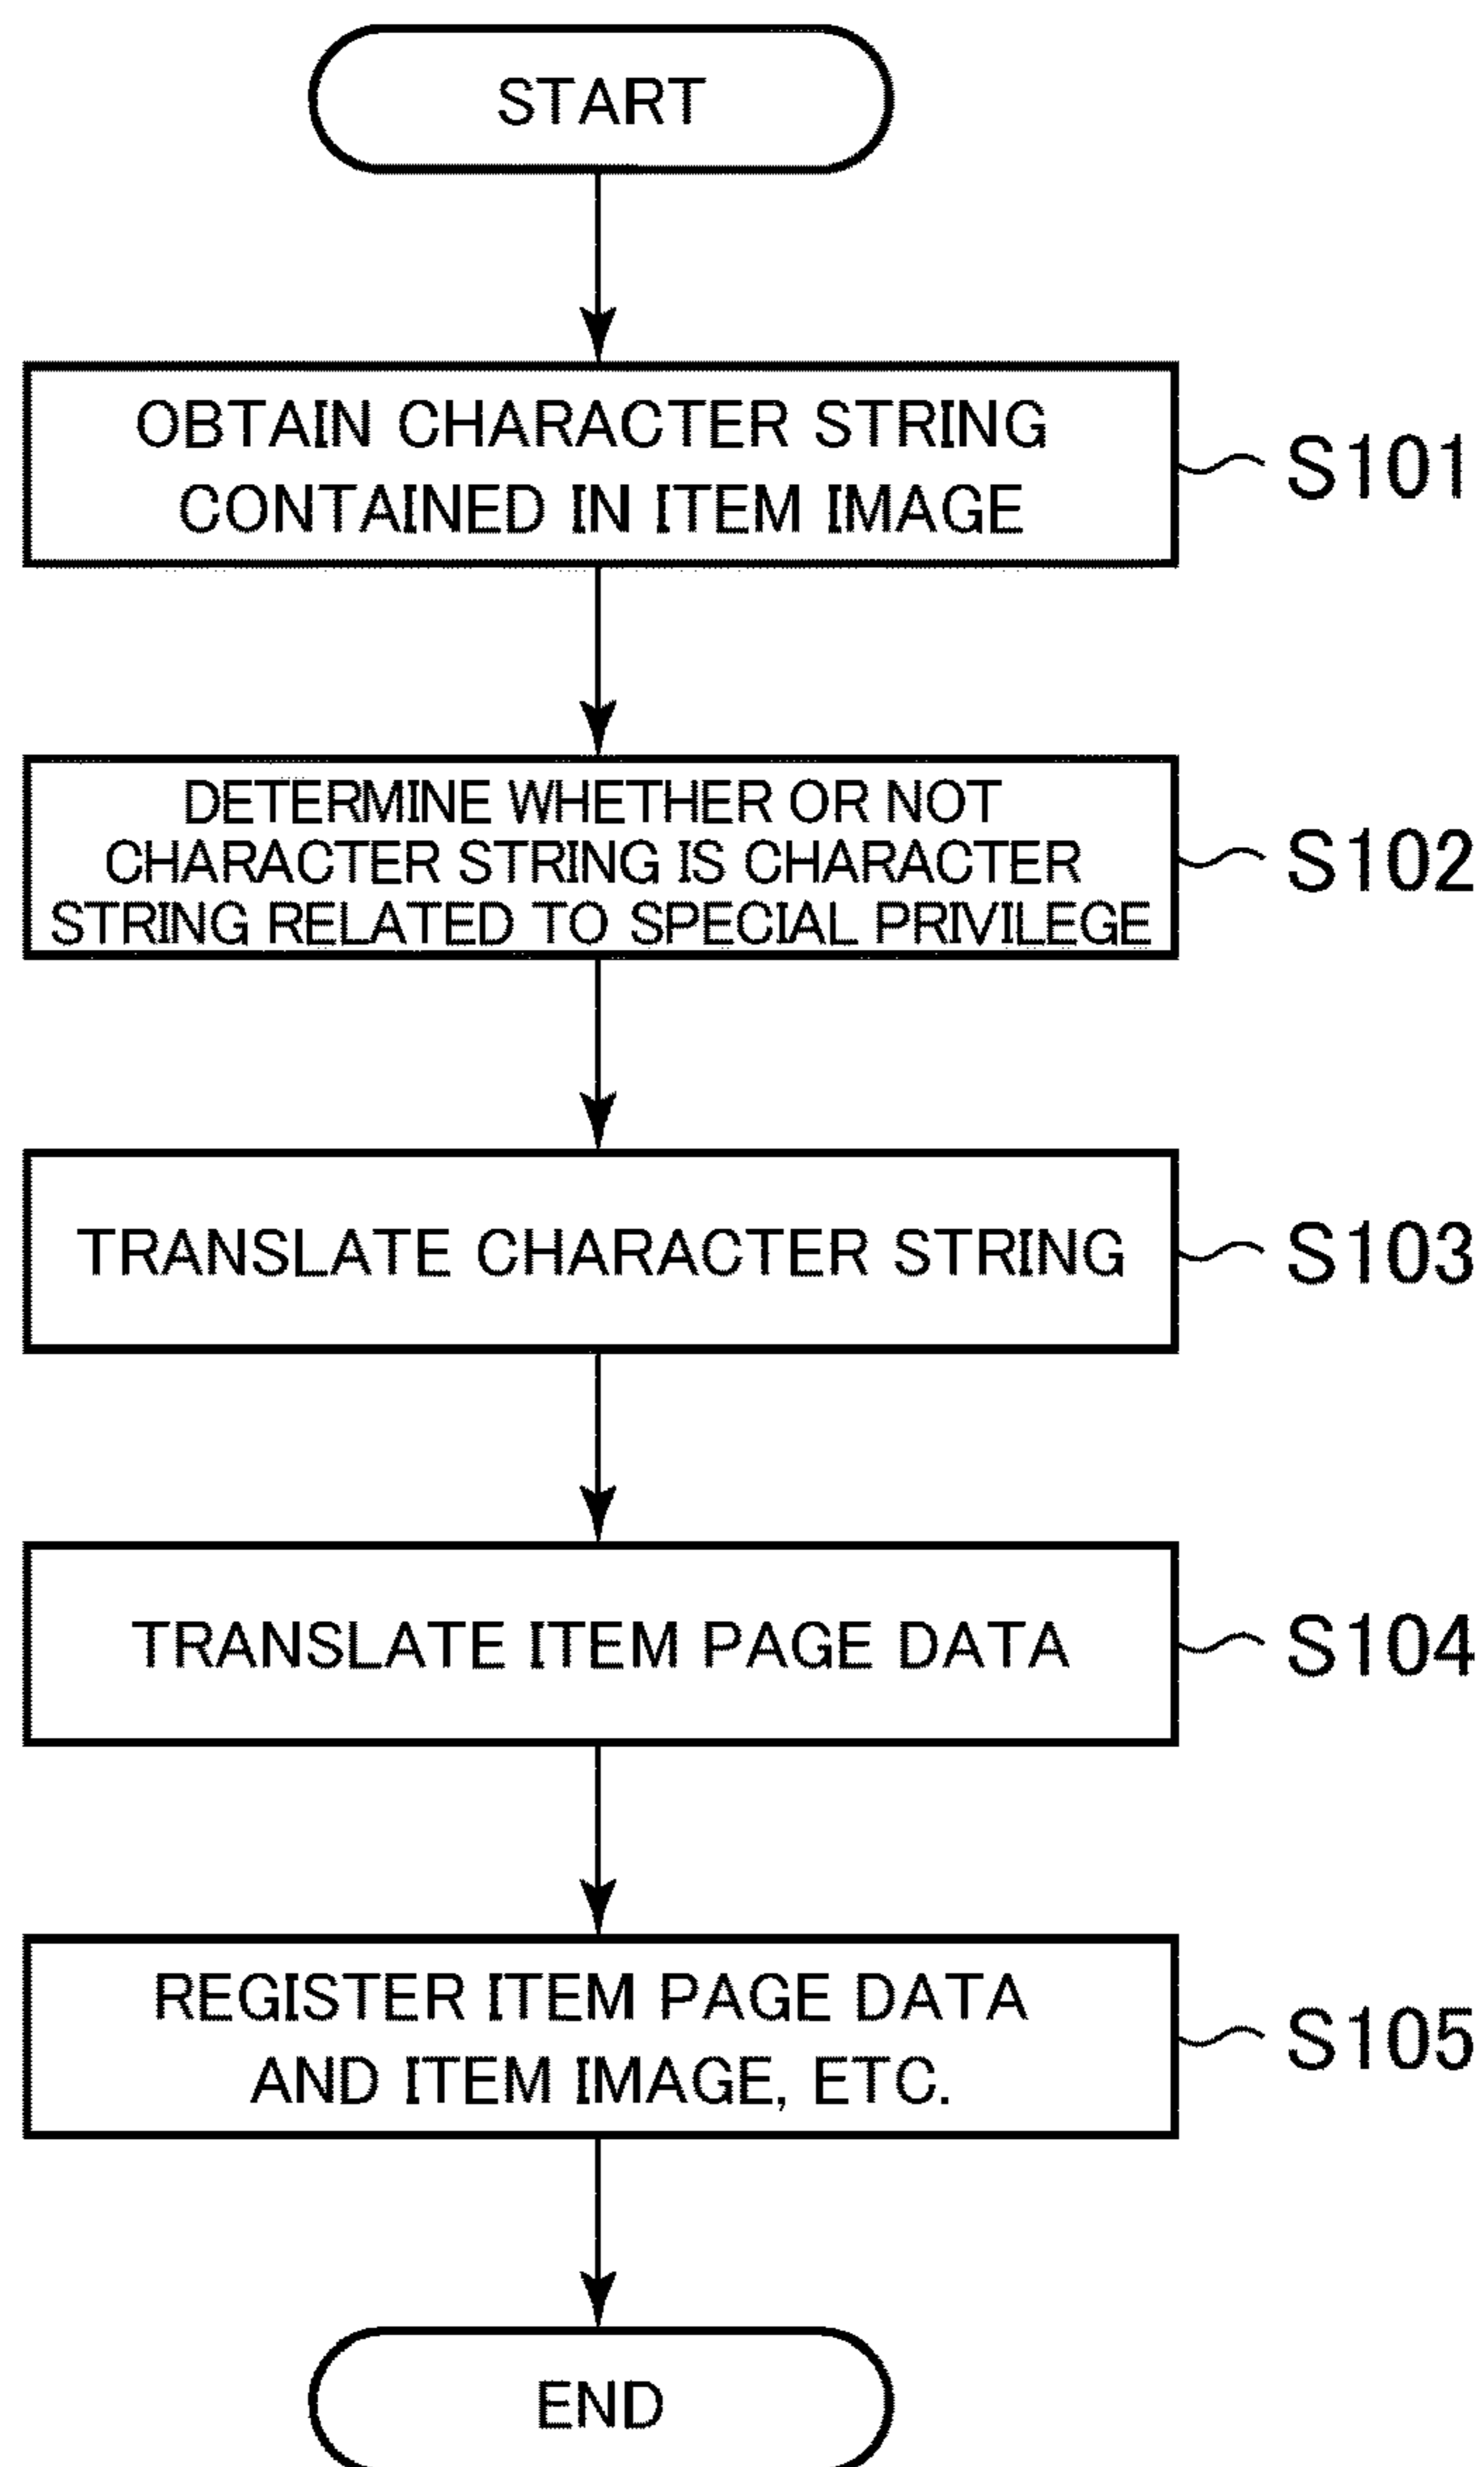 START
OBTAIN CHARACTER STRING
CONTAINED IN ITEM IMAGE
S101
DETERMINE WHETHER OR NOT
CHARACTER STRING IS CHARACTER
STRING RELATED TO SPECIAL PRIVILEGE
S102
TRANSLATE CHARACTER STRING
S103
TRANSLATE ITEM PAGE DATA
S104
REGISTER ITEM PAGE DATA
AND ITEM IMAGE, ETC.
S105
END